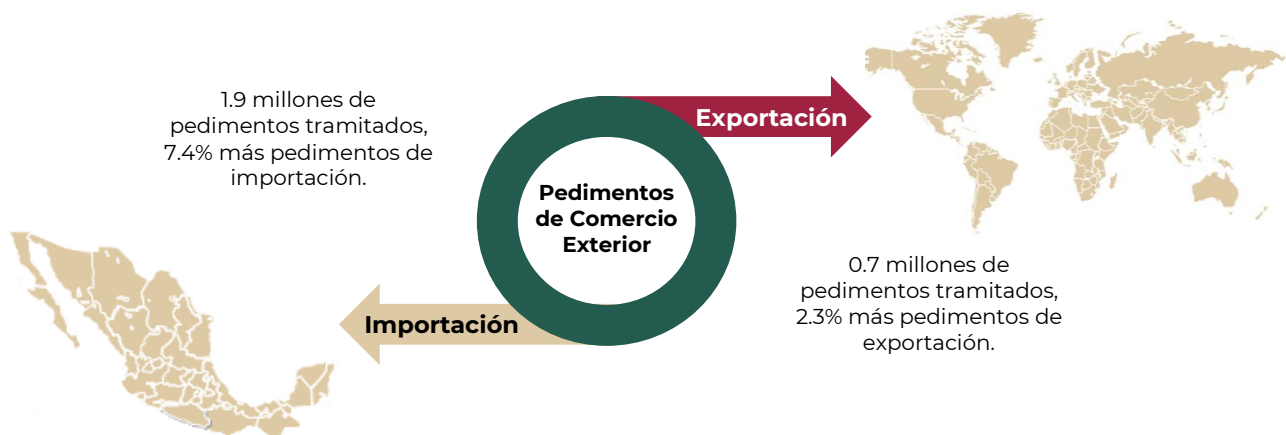 1.9 millones de
pedimentos tramitados,
7.4% más pedimentos de
importación.
Exportación
Pedimentos
de Comercio
Exterior
Importación
0.7 millones de
pedimentos tramitados,
2.3% más pedimentos de
exportación.